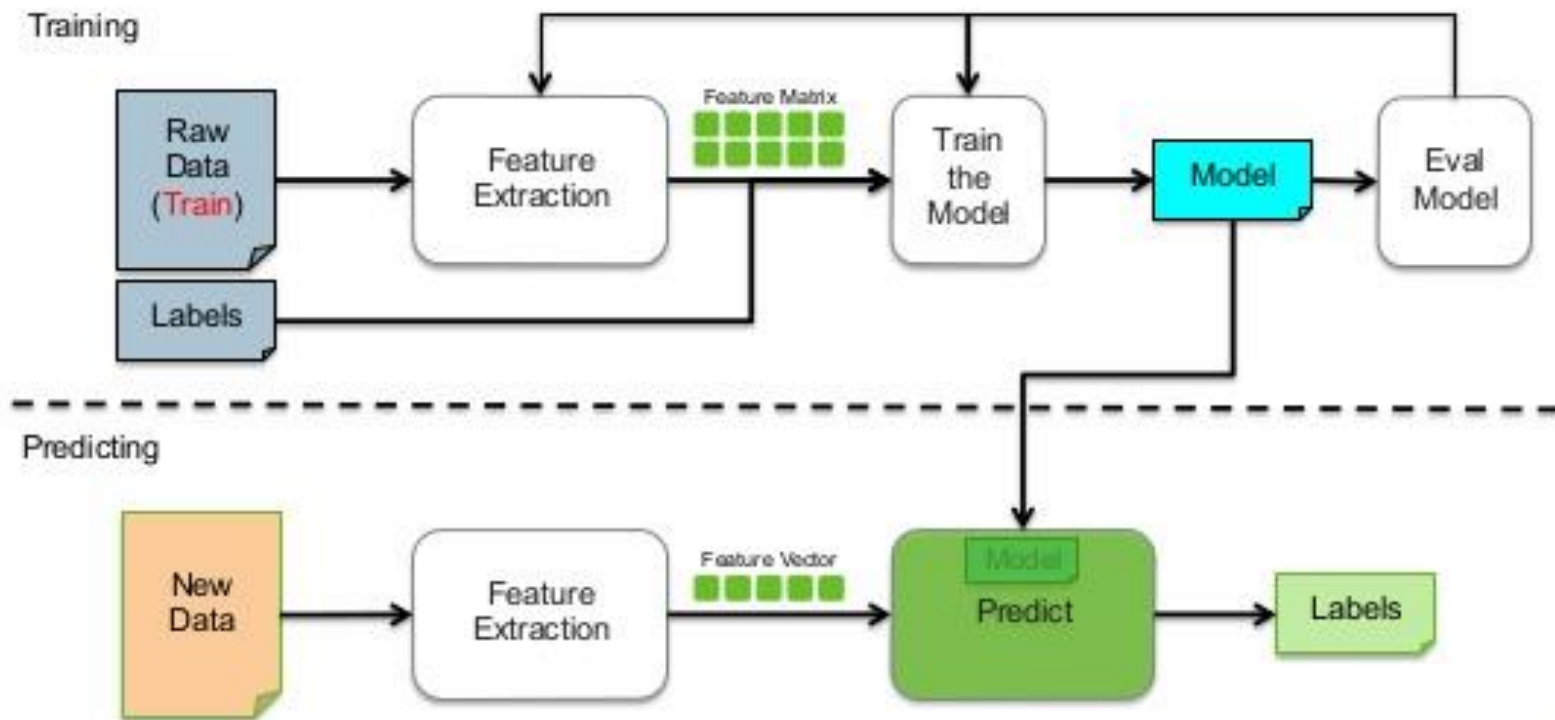 Training
Raw
Data
(Train)
Feature
Extraction
Feature Matrix
Train
the
Model
Model
Eval
Model
Labels
Predicting
New
Data
Feature
Extraction
Feature Vector
Model
Predict
Labels